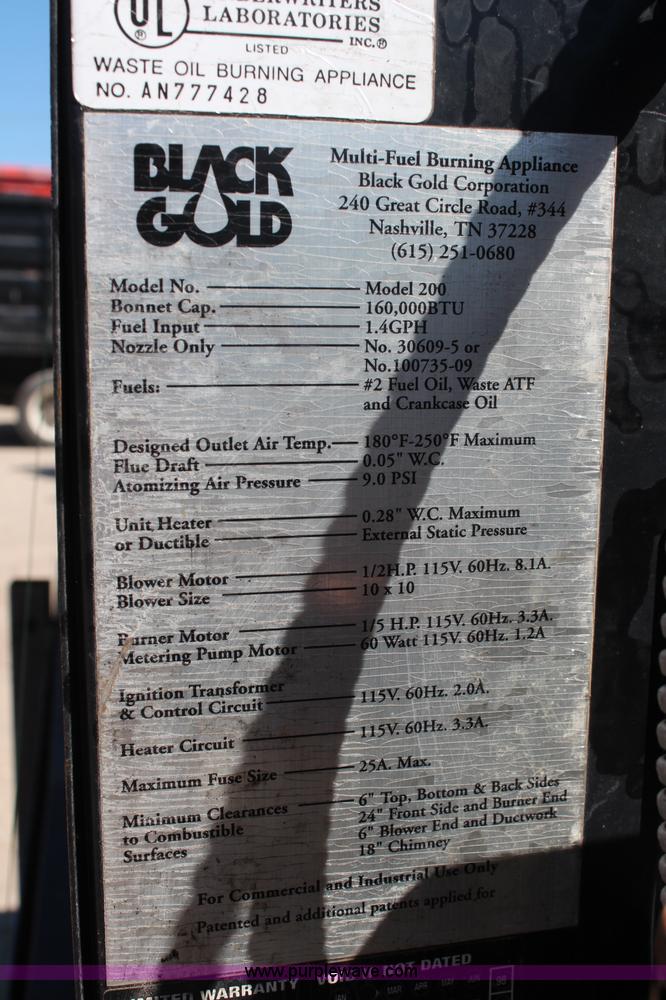 UL
LABORATORIES
INC.®
®
LISTED
WASTE OIL BURNING APPLIANCE
NO. AN777428
BLACK GOLD
Multi-Fuel Burning Appliance
Black Gold Corporation
240 Great Circle Road, #344
Nashville, TN 37228
(615) 251-0680
Model No. Model 200
Bonnet Cap. 160,000BTU
Fuel Input 1.4GPH
Nozzle Only No. 30609-5 or
No.100735-09
Fuels: #2 Fuel Oil, Waste ATF
and Crankcase Oil
Designed Outlet Air Temp. 180°F-250°F Maximum
Flue Draft 0.05" W.C.
Atomizing Air Pressure 9.0 PSI
Unit Heater 0.28" W.C. Maximum
or Ductible External Static Pressure
Blower Motor 1/2H.P. 115V. 60Hz. 8.1A.
Blower Size 10 x 10
Burner Motor 1/5 H.P. 115V. 60Hz. 3.3A.
Metering Pump Motor 60 Watt 115V. 60Hz. 1.2A
Ignition Transformer
& Control Circuit 115V. 60Hz. 2.0A.
Heater Circuit 115V. 60Hz. 3.3A.
Maximum Fuse Size 25A. Max.
Minimum Clearances 6" Top, Bottom & Back Sides
to Combustible 24" Front Side and Burner End
Surfaces 6" Blower End and Ductwork
18" Chimney
For Commercial and Industrial Use Only
Patented and additional patents applied for
WARRANTY NOT DATED
MAR APR MAY JUN 98
www.purplewave.com